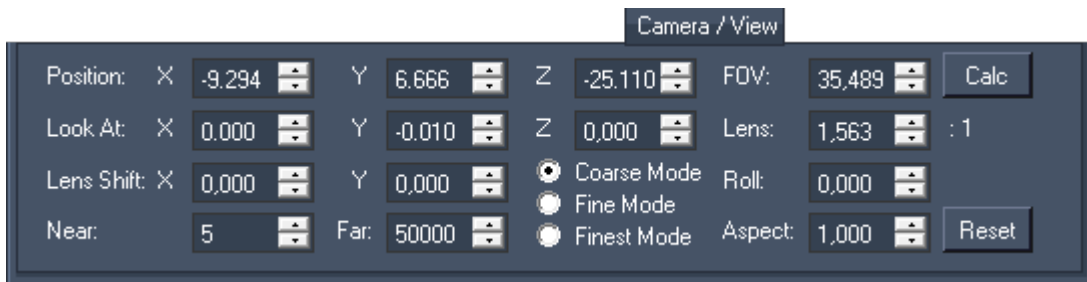 Camera / View
Position: X -9.294 Y 6.666 Z -25.110 FOV: 35,489 Calc
Look At: X 0.000 Y -0.010 Z 0,000 Lens: 1,563 : 1
Lens Shift: X 0,000 Y 0,000 Coarse Mode Roll: 0,000
Fine Mode
Near: 5 Far: 50000 Finest Mode Aspect: 1,000 Reset